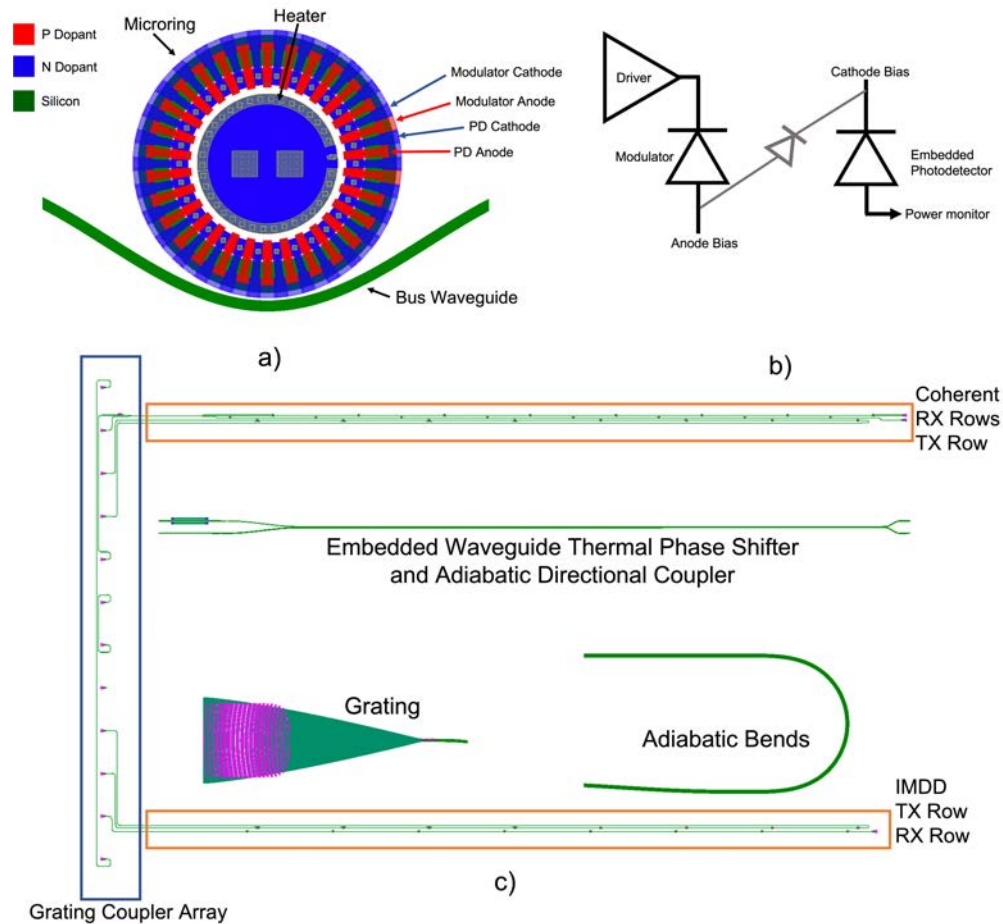 P Dopant
N Dopant
Silicon
Microring
Heater
Modulator Cathode
Modulator Anode
PD Cathode
PD Anode
Bus Waveguide
a)
Driver
Modulator
Anode Bias
Cathode Bias
Embedded
Photodetector
Power monitor
b)
Coherent
RX Rows
TX Row
Embedded Waveguide Thermal Phase Shifter
and Adiabatic Directional Coupler
Grating
Adiabatic Bends
IMDD
TX Row
RX Row
c)
Grating Coupler Array